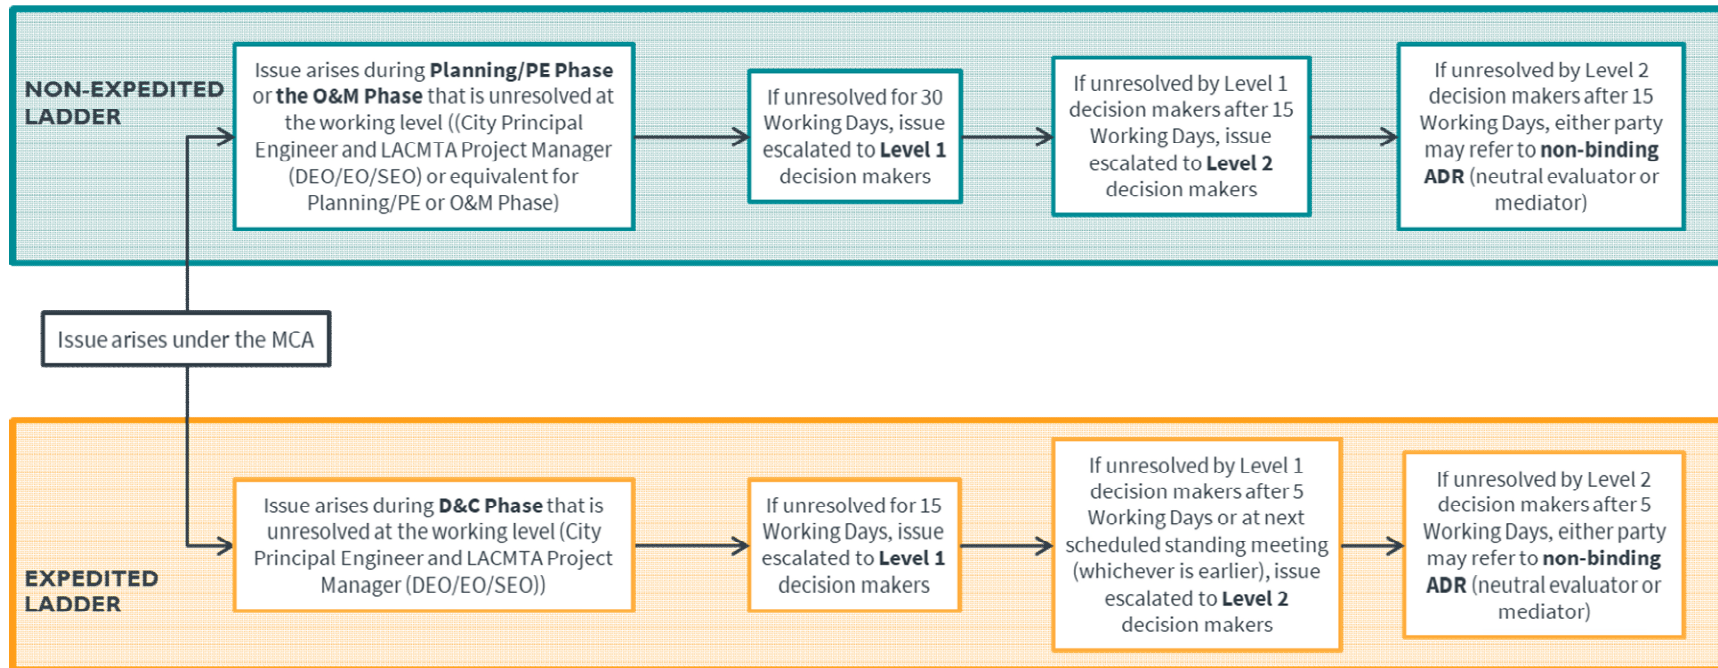 NON-EXPEDITED
LADDER
Issue arises during Planning/PE Phase
or the O&M Phase that is unresolved at
the working level ((City Principal
Engineer and LACMTA Project Manager
(DEO/EO/SEO) or equivalent for
Planning/PE or O&M Phase)
If unresolved for 30
Working Days, issue
escalated to Level 1
decision makers
If unresolved by Level 1
decision makers after 15
Working Days, issue
escalated to Level 2
decision makers
If unresolved by Level 2
decision makers after 15
Working Days, either party
may refer to non-binding
ADR (neutral evaluator or
mediator)
Issue arises under the MCA
EXPEDITED
LADDER
Issue arises during D&C Phase that is
unresolved at the working level (City
Principal Engineer and LACMTA Project
Manager (DEO/EO/SEO))
If unresolved for 15
Working Days, issue
escalated to Level 1
decision makers
If unresolved by Level 1
decision makers after 5
Working Days or at next
scheduled standing meeting
(whichever is earlier), issue
escalated to Level 2
decision makers
If unresolved by Level 2
decision makers after 5
Working Days, either party
may refer to non-binding
ADR (neutral evaluator or
mediator)